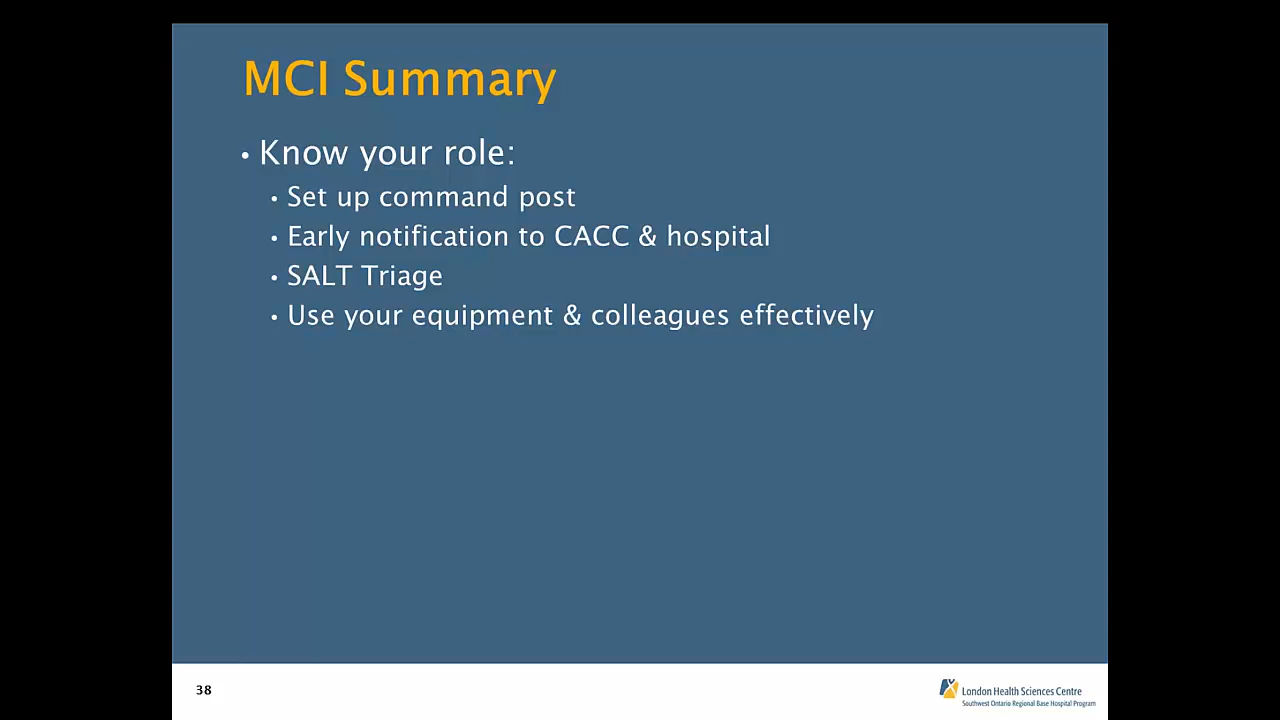 MCI Summary
• Know your role:
• Set up command post
• Early notification to CACC & hospital
• SALT Triage
• Use your equipment & colleagues effectively
38
London Health Sciences Centre
Southwest Ontario Regional Base Hospital Program